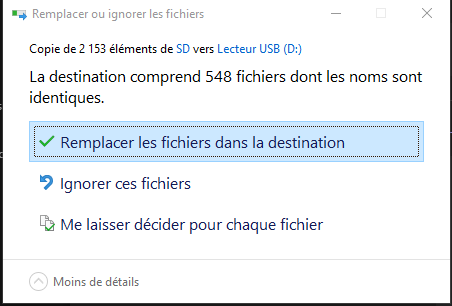 Remplacer ou ignorer les fichiers
Copie de 2 153 éléments de SD vers Lecteur USB (D:)
La destination comprend 548 fichiers dont les noms sont
identiques.
Remplacer les fichiers dans la destination
Ignorer ces fichiers
Me laisser décider pour chaque fichier
Moins de détails